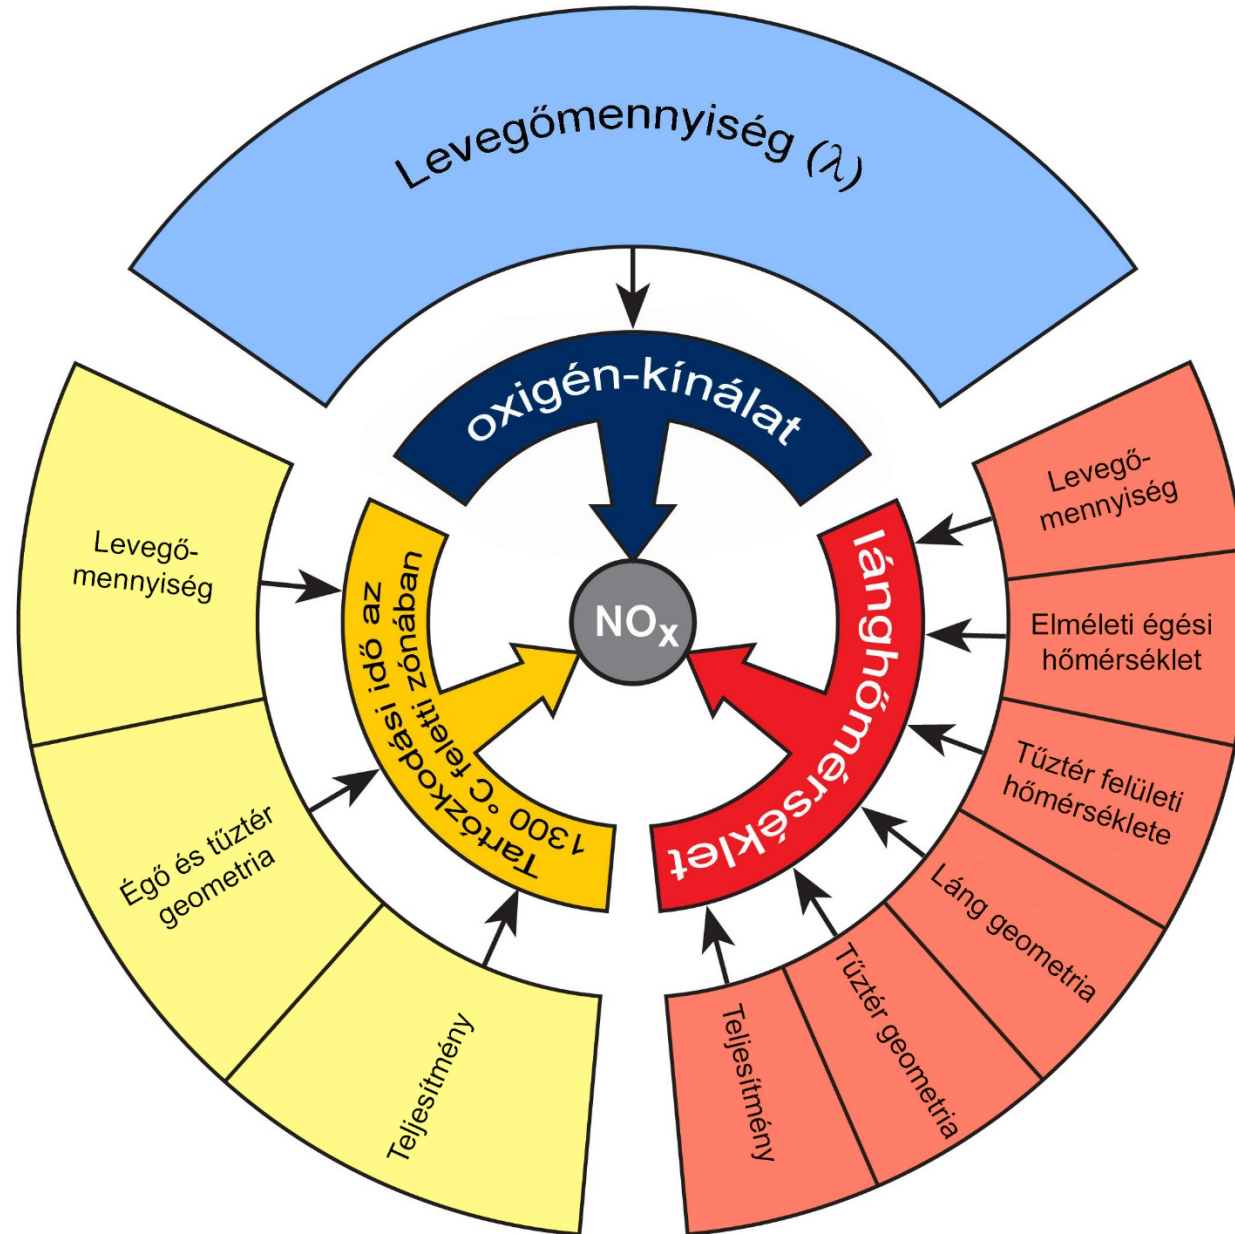 Levegőmennyiség (λ)
oxigén-kínálat
NOx
Tartózkodási idő az
1300 °C feletti zónában
lánghőmérséklet
Levegő-
mennyiség
Égő és tűztér
geometria
Teljesítmény
Levegő-
mennyiség
Elméleti égési
hőmérséklet
Tűztér felületi
hőmérséklete
Láng geometria
Tűztér geometria
Teljesítmény